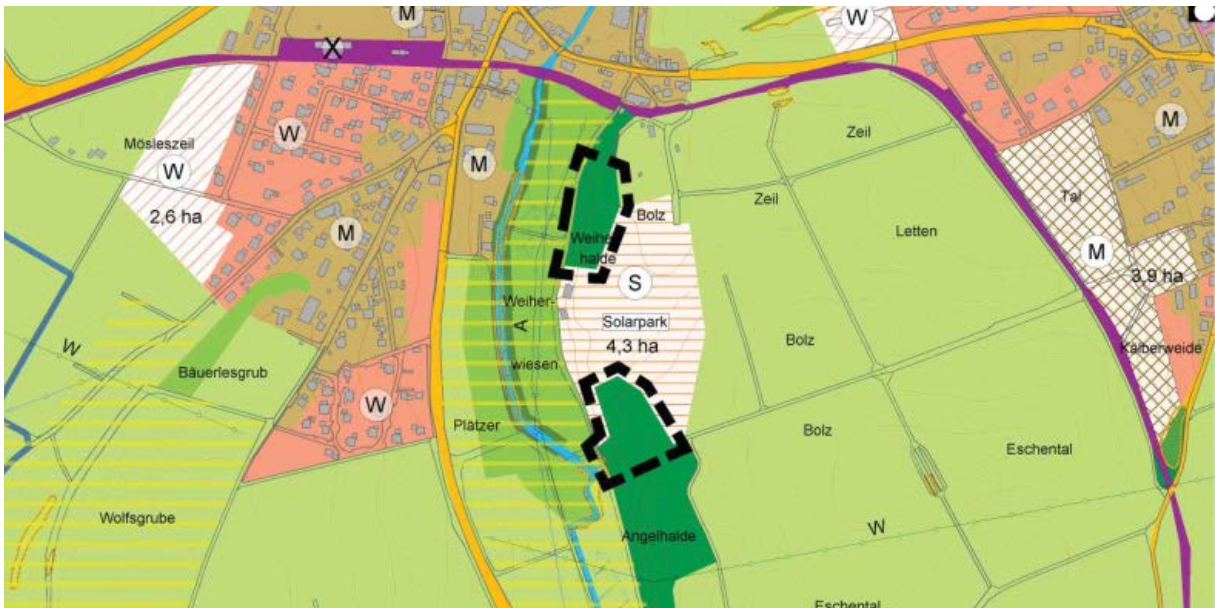 M
W
X
Zeil
Mösleszeil
W
W
M
M
Zeil
Tal
2,6 ha
Bolz
Letten
M
Weiher
halde
M
3,9 ha
S
Weiher-
A
Solarpark
4,3 ha
Bolz
Kälberweide
W
wiesen
Bäuerlesgrub
W
Plätzer
Bolz
Eschental
Wolfsgrube
W
Angelhalde
Eschental